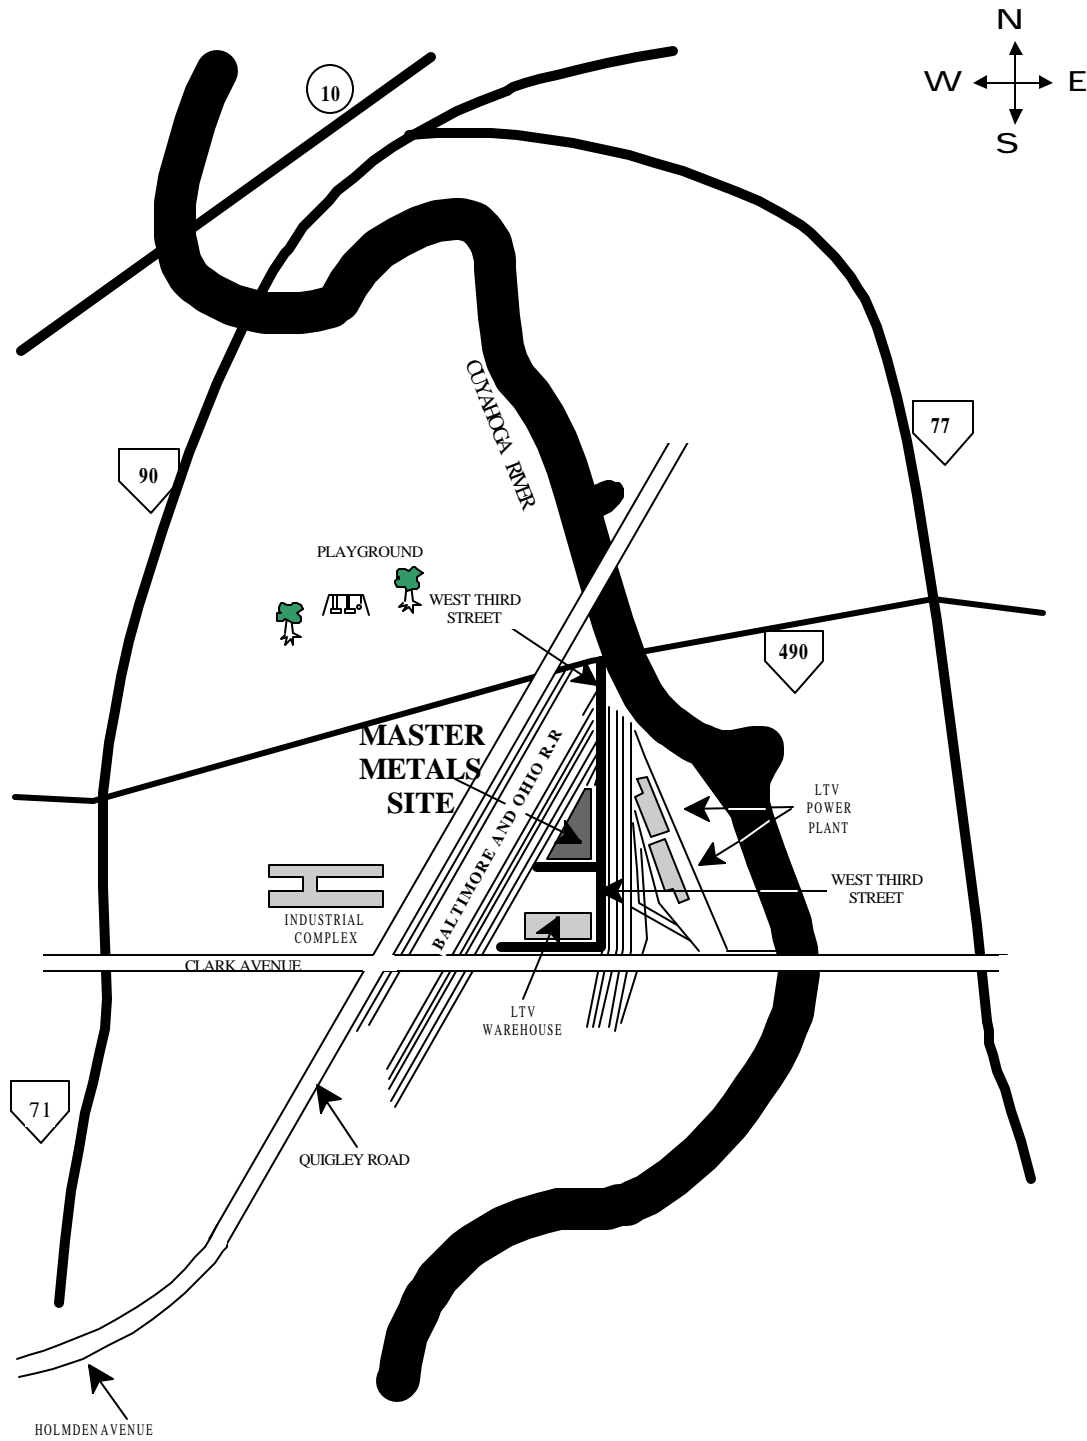 N
W E
S
10
CUYAHOGA RIVER
77
90
PLAYGROUND
WEST THIRD
STREET
490
MASTER
METALS
SITE
BALTIMORE AND OHIO R.R
LTV
POWER
PLANT
WEST THIRD
STREET
INDUSTRIAL
COMPLEX
CLARK AVENUE
LTV
WAREHOUSE
71
QUIGLEY ROAD
HOLMDEN AVENUE